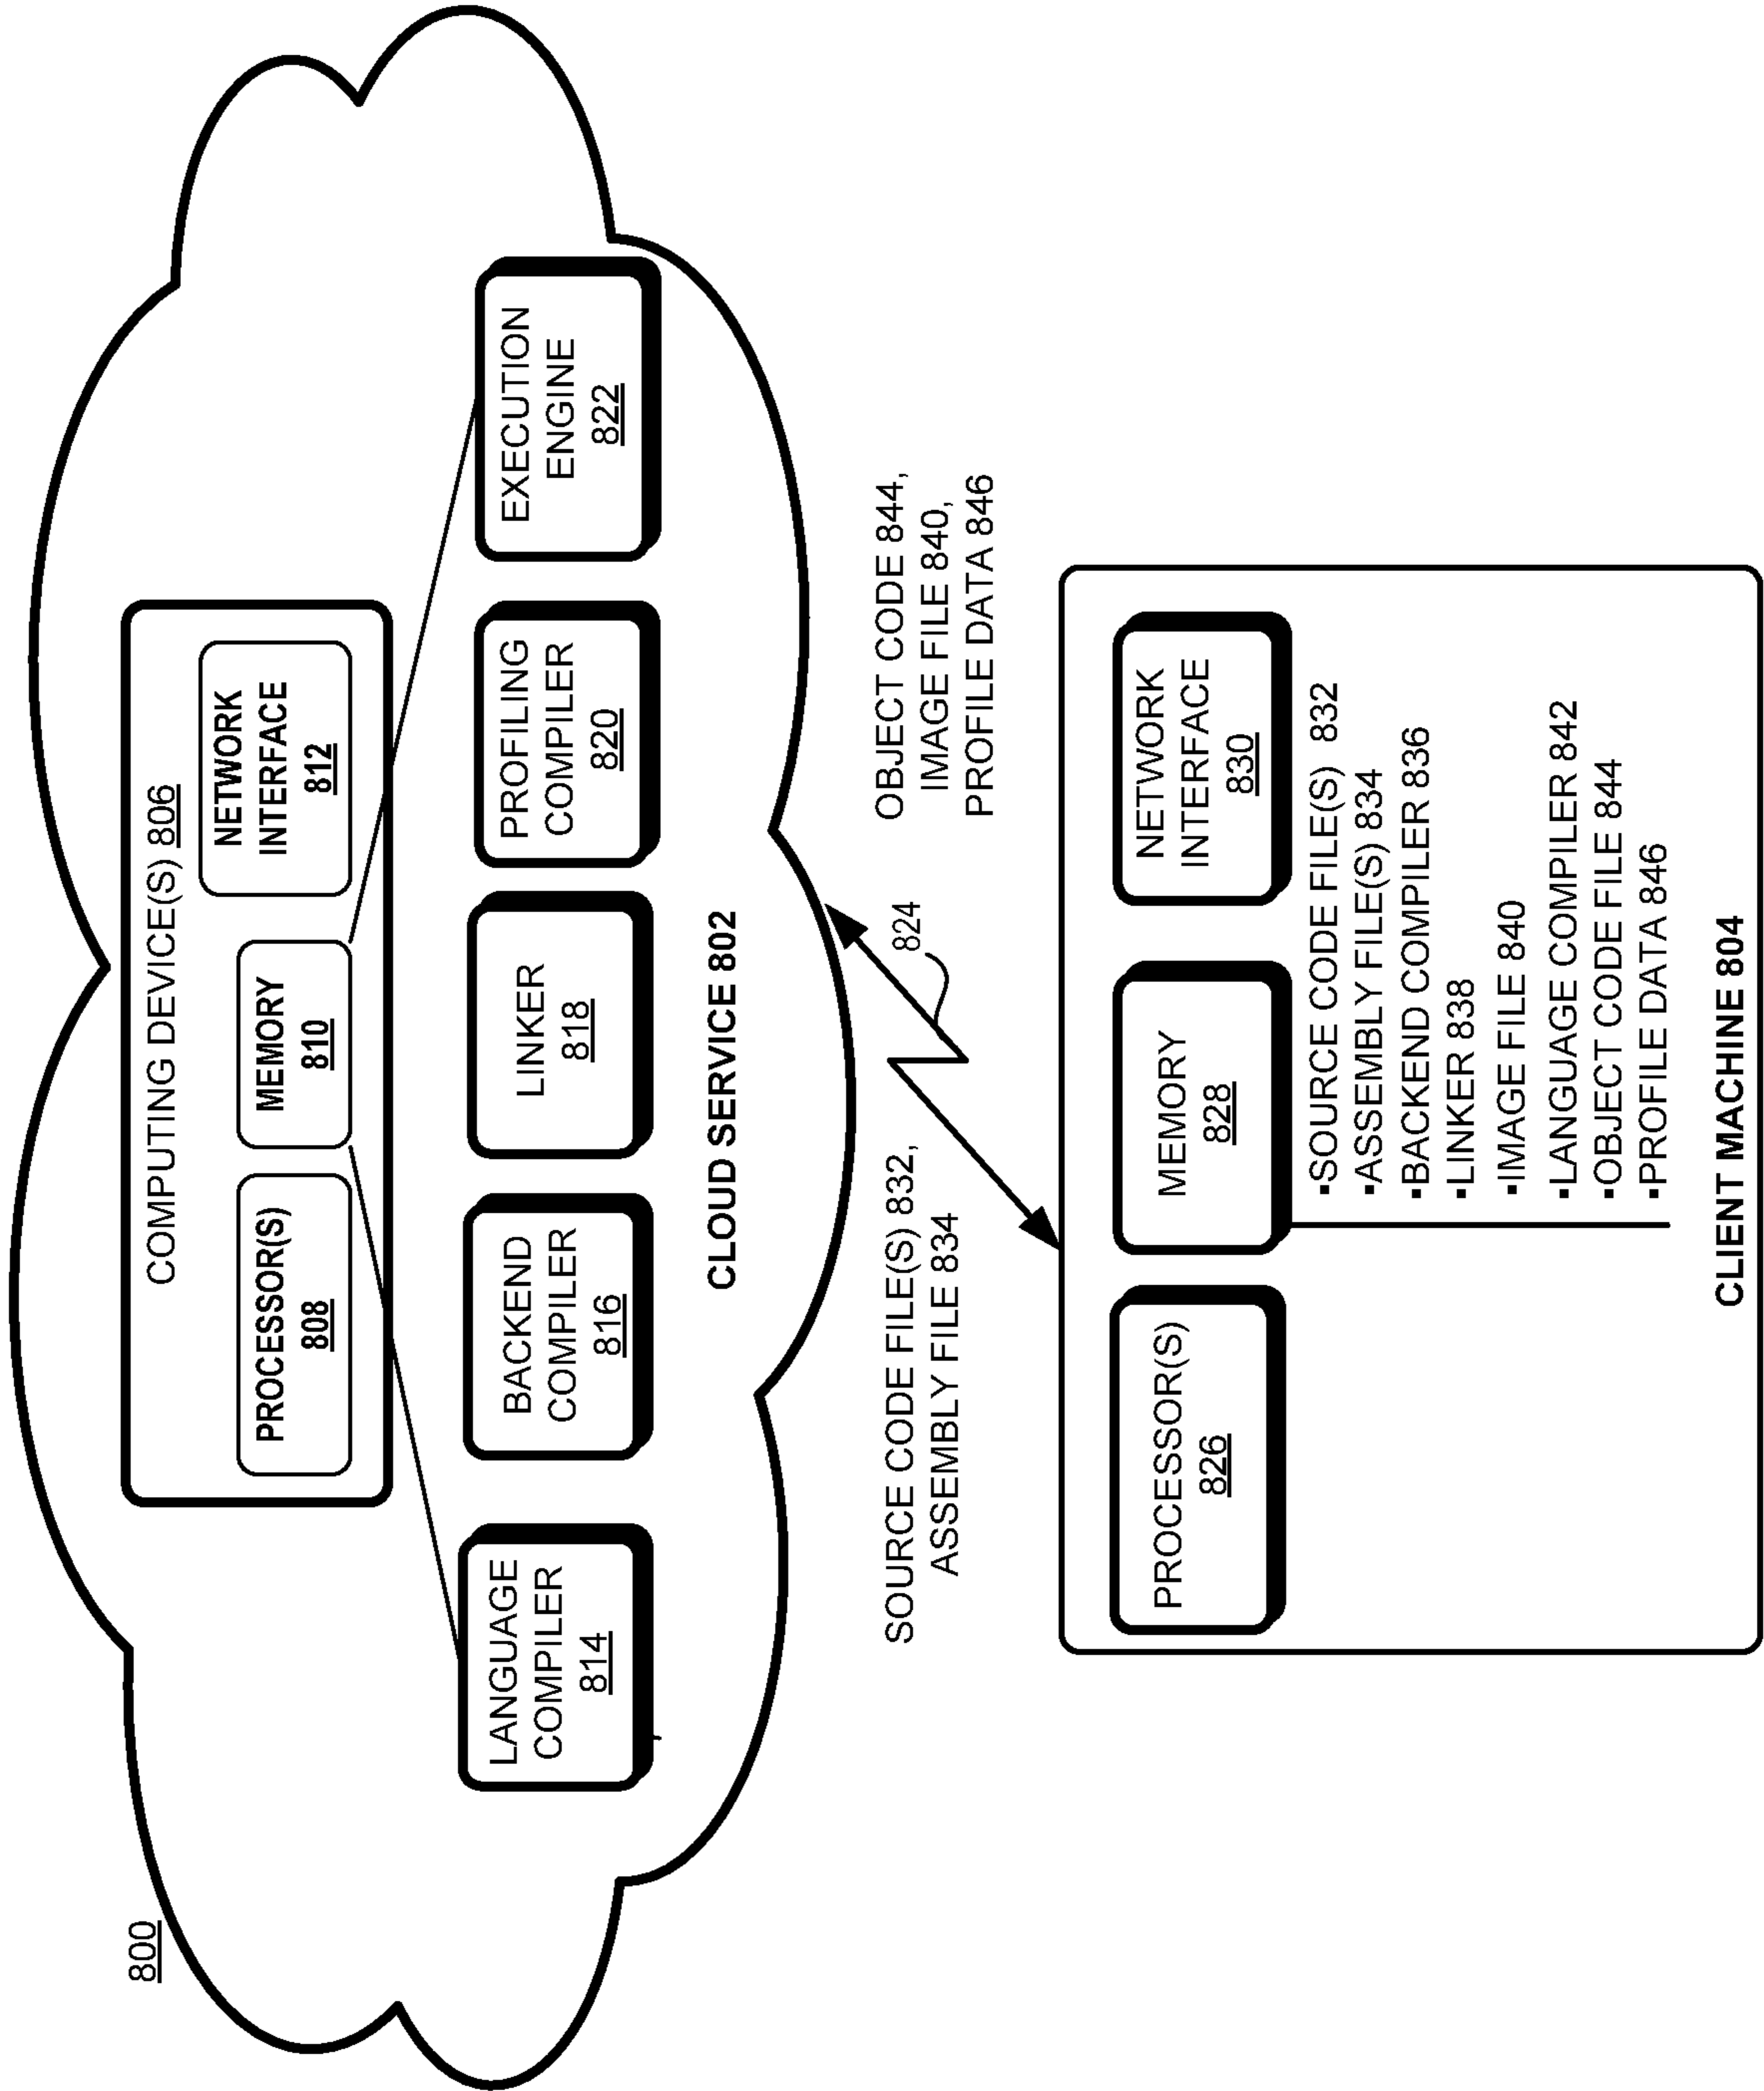 800
COMPUTING DEVICE(S) 806
PROCESSOR(S)
808
MEMORY
810
NETWORK
INTERFACE
812
LANGUAGE
COMPILER
814
BACKEND
COMPILER
816
LINKER
818
PROFILING
COMPILER
820
EXECUTION
ENGINE
822
CLOUD SERVICE 802
SOURCE CODE FILE(S) 832,
ASSEMBLY FILE 834
824
OBJECT CODE 844,
IMAGE FILE 840,
PROFILE DATA 846
PROCESSOR(S)
826
MEMORY
828
NETWORK
INTERFACE
830
▪SOURCE CODE FILE(S) 832
▪ASSEMBLY FILE(S) 834
▪BACKEND COMPILER 836
▪LINKER 838
▪IMAGE FILE 840
▪LANGUAGE COMPILER 842
▪OBJECT CODE FILE 844
▪PROFILE DATA 846
CLIENT MACHINE 804